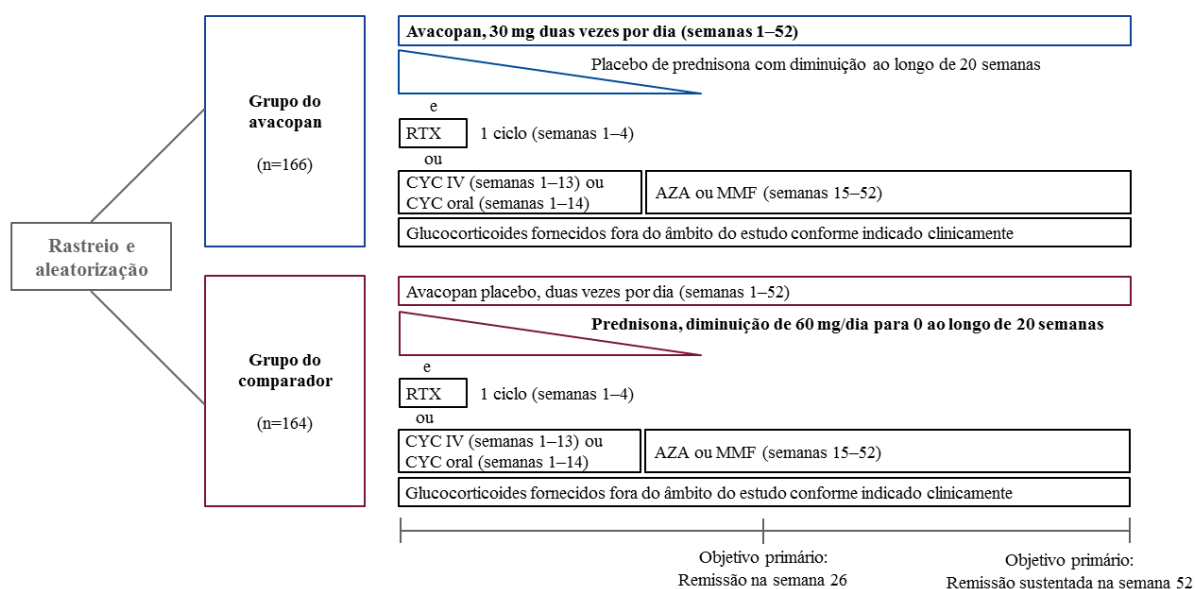 Rastreio e
aleatorização
Grupo do
avacopan
(n=166)
Avacopan, 30 mg duas vezes por dia (semanas 1–52)
Placebo de prednisona com diminuição ao longo de 20 semanas
e
RTX
1 ciclo (semanas 1–4)
ou
CYC IV (semanas 1–13) ou
CYC oral (semanas 1–14)
AZA ou MMF (semanas 15–52)
Glucocorticoides fornecidos fora do âmbito do estudo conforme indicado clinicamente
Grupo do
comparador
(n=164)
Avacopan placebo, duas vezes por dia (semanas 1–52)
Prednisona, diminuição de 60 mg/dia para 0 ao longo de 20 semanas
e
RTX
1 ciclo (semanas 1–4)
ou
CYC IV (semanas 1–13) ou
CYC oral (semanas 1–14)
AZA ou MMF (semanas 15–52)
Glucocorticoides fornecidos fora do âmbito do estudo conforme indicado clinicamente
Objetivo primário:
Remissão na semana 26
Objetivo primário:
Remissão sustentada na semana 52